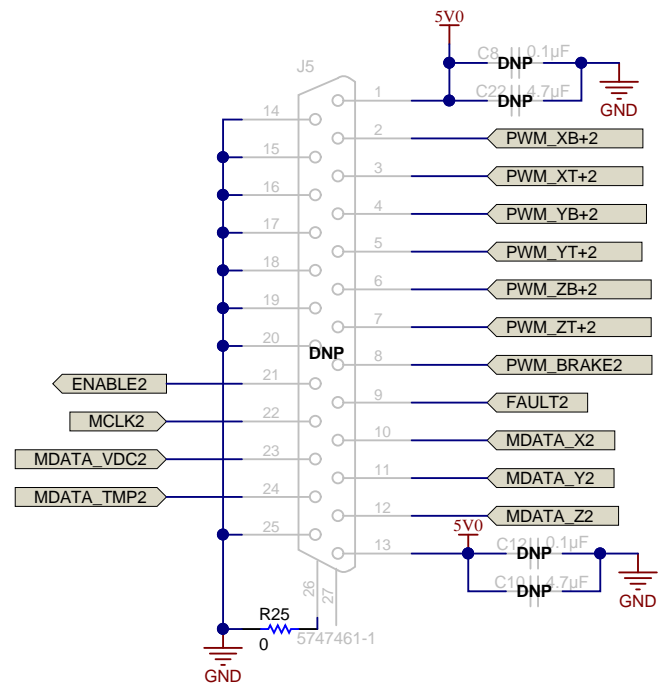 5V0
C8
DNP
0.1µF
J5
C22
DNP
4.7µF
1
GND
14
2
PWM_XB+2
15
3
PWM_XT+2
16
4
PWM_YB+2
17
5
PWM_YT+2
18
6
PWM_ZB+2
19
7
PWM_ZT+2
20
DNP
8
PWM_BRAKE2
ENABLE2
21
9
FAULT2
MCLK2
22
10
MDATA_X2
MDATA_VDC2
23
11
MDATA_Y2
MDATA_TMP2
24
12
MDATA_Z2
25
5V0
13
C12
DNP
0.1µF
C10
DNP
4.7µF
GND
26
27
R25
0
5747461-1
GND